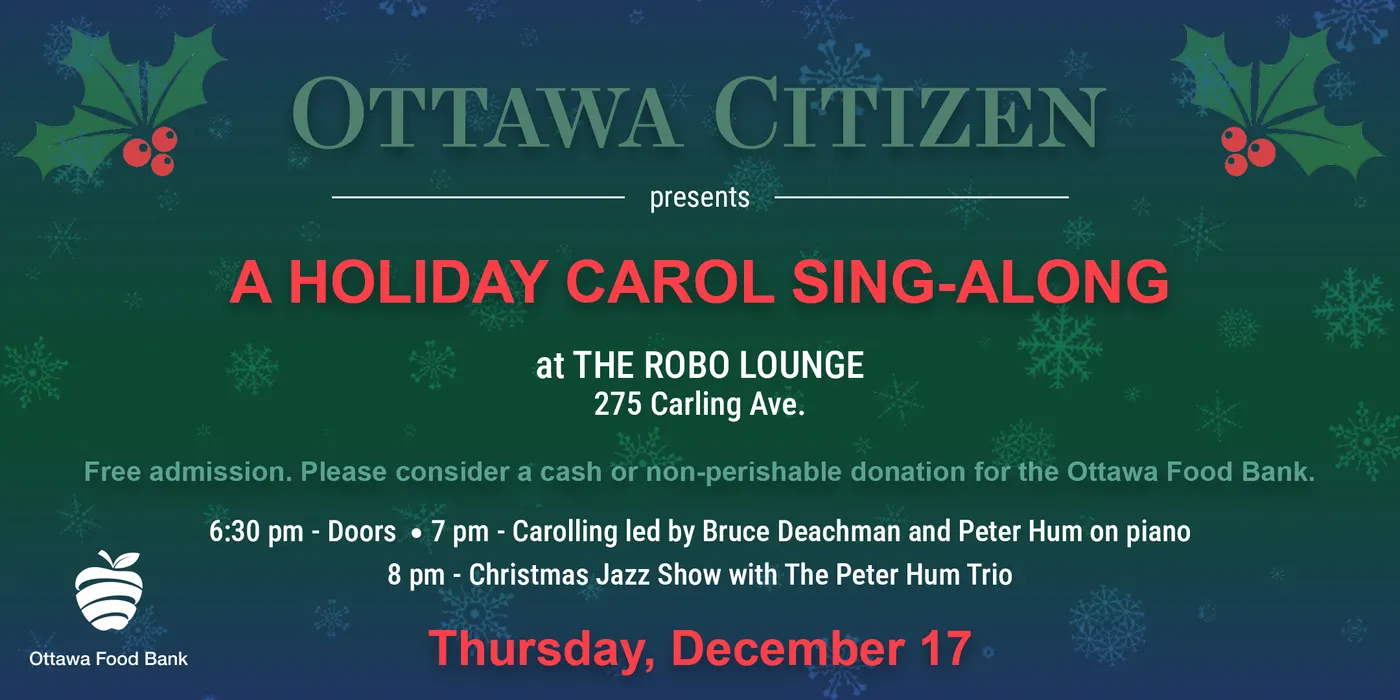 OTTAWA CITIZEN
presents
A HOLIDAY CAROL SING-ALONG
at THE ROBO LOUNGE
275 Carling Ave.
Free admission. Please consider a cash or non-perishable donation for the Ottawa Food Bank.
6:30 pm - Doors • 7 pm - Carolling led by Bruce Deachman and Peter Hum on piano
8 pm - Christmas Jazz Show with The Peter Hum Trio
Thursday, December 17
Ottawa Food Bank